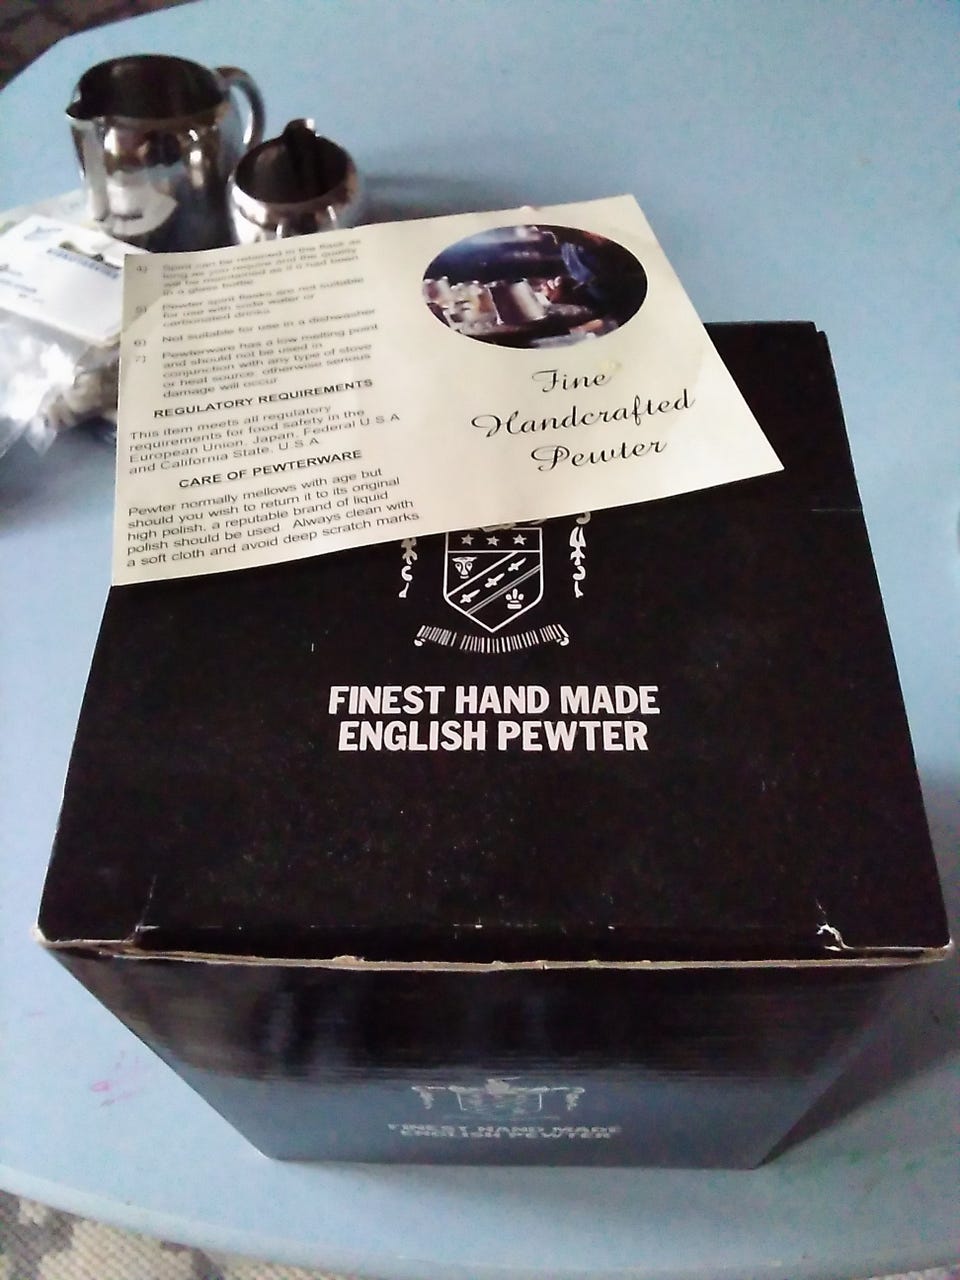 4) Spirit can be retained in the flask as
long as you require and the quality
will be maintained as if it had been
in a glass bottle
5) Pewter spirit flasks are not suitable
for use with soda water or
carbonated drinks
6) Not suitable for use in a dishwasher
7) Pewterware has a low melting point
and should not be used in
conjunction with any type of stove
or heat source, otherwise serious
damage will occur
REGULATORY REQUIREMENTS
This item meets all regulatory
requirements for food safety in the
European Union, Japan, Federal U S A
and California State, U.S.A.
CARE OF PEWTERWARE
Pewter normally mellows with age but
should you wish to return it to its original
high polish, a reputable brand of liquid
polish should be used. Always clean with
a soft cloth and avoid deep scratch marks
Fine
Handcrafted
Pewter
FINEST HAND MADE
ENGLISH PEWTER
FINEST HAND MADE
ENGLISH PEWTER